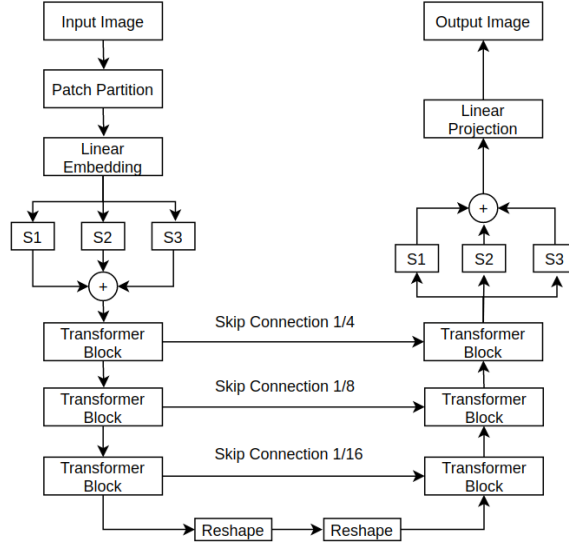 Input Image
Patch Partition
Linear
Embedding
S1
S2
S3
+
Transformer
Block
Transformer
Block
Transformer
Block
Reshape
Reshape
Skip Connection 1/4
Skip Connection 1/8
Skip Connection 1/16
Output Image
Linear
Projection
+
S1
S2
S3
Transformer
Block
Transformer
Block
Transformer
Block